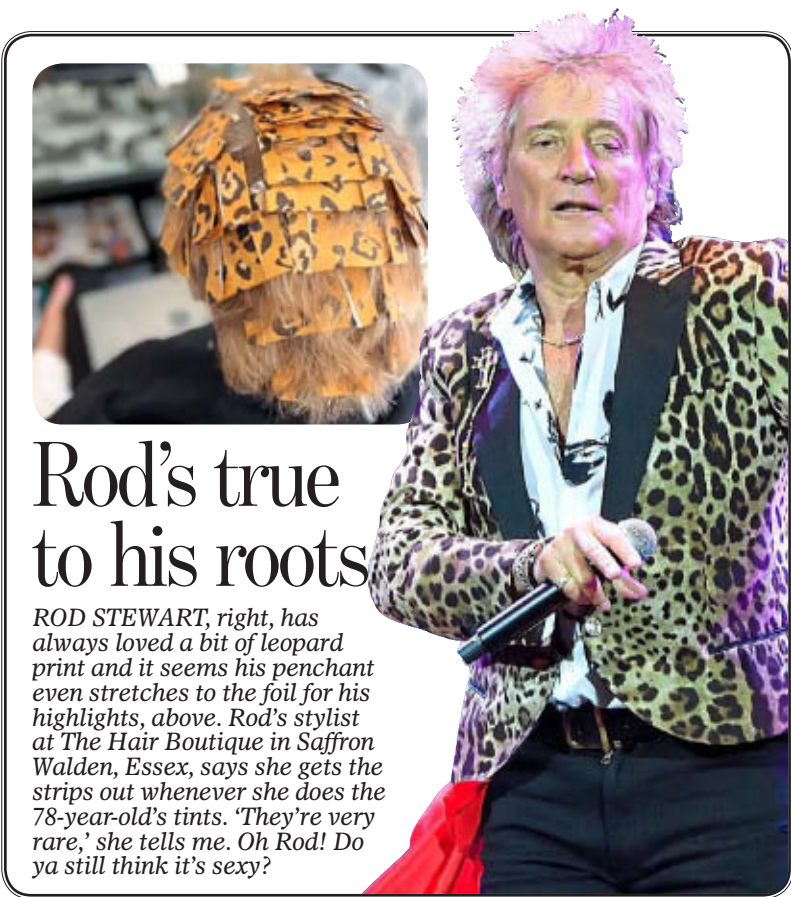 Rod's true
to his roots
ROD STEWART, right, has
always loved a bit of leopard
print and it seems his penchant
even stretches to the foil for his
highlights, above. Rod's stylist
at The Hair Boutique in Saffron
Walden, Essex, says she gets the
strips out whenever she does the
78-year-old's tints. ‘They're very
rare,’ she tells me. Oh Rod! Do
ya still think it's sexy?